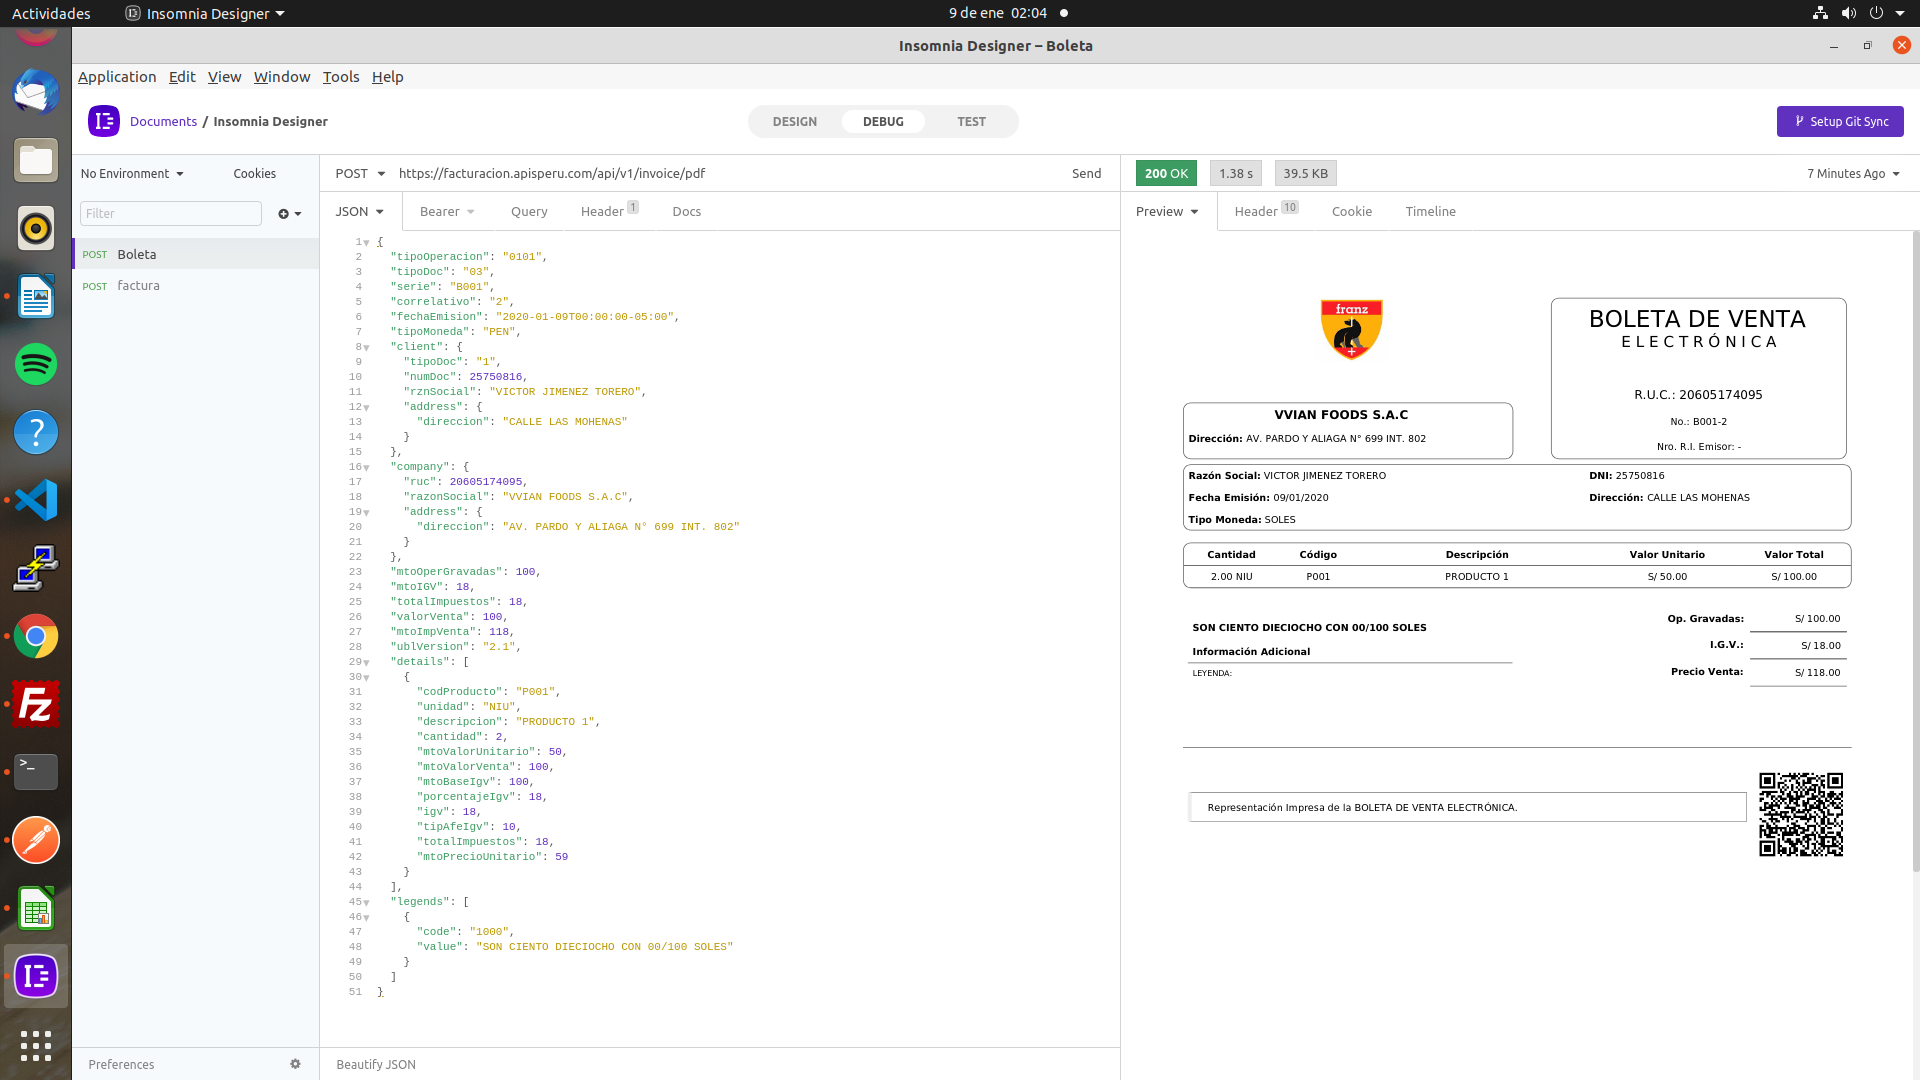 Actividades
Insomnia Designer
9 de ene 02:04
Insomnia Designer – Boleta
Application Edit View Window Tools Help
Documents / Insomnia Designer
DESIGN DEBUG TEST
Setup Git Sync
No Environment Cookies
Filter
POST Boleta
POST factura
Preferences
POST https://facturacion.apisperu.com/api/v1/invoice/pdf Send
JSON Bearer Query Header 1 Docs
1 {
2 "tipoOperacion": "0101",
3 "tipoDoc": "03",
4 "serie": "B001",
5 "correlativo": "2",
6 "fechaEmision": "2020-01-09T00:00:00-05:00",
7 "tipoMoneda": "PEN",
8 "client": {
9 "tipoDoc": "1",
10 "numDoc": 25750816,
11 "rznSocial": "VICTOR JIMENEZ TORERO",
12 "address": {
13 "direccion": "CALLE LAS MOHENAS"
14 }
15 },
16 "company": {
17 "ruc": 20605174095,
18 "razonSocial": "VVIAN FOODS S.A.C",
19 "address": {
20 "direccion": "AV. PARDO Y ALIAGA N° 699 INT. 802"
21 }
22 },
23 "mtoOperGravadas": 100,
24 "mtoIGV": 18,
25 "totalImpuestos": 18,
26 "valorVenta": 100,
27 "mtoImpVenta": 118,
28 "ublVersion": "2.1",
29 "details": [
30 {
31 "codProducto": "P001",
32 "unidad": "NIU",
33 "descripcion": "PRODUCTO 1",
34 "cantidad": 2,
35 "mtoValorUnitario": 50,
36 "mtoValorVenta": 100,
37 "mtoBaseIgv": 100,
38 "porcentajeIgv": 18,
39 "igv": 18,
40 "tipAfeIgv": 10,
41 "totalImpuestos": 18,
42 "mtoPrecioUnitario": 59
43 }
44 ],
45 "legends": [
46 {
47 "code": "1000",
48 "value": "SON CIENTO DIECIOCHO CON 00/100 SOLES"
49 }
50 ]
51 }
Beautify JSON
200 OK 1.38 s 39.5 KB 7 Minutes Ago
Preview Header 10 Cookie Timeline
franz
BOLETA DE VENTA
ELECTRÓNICA
R.U.C.: 20605174095
No.: B001-2
Nro. R.I. Emisor: -
VVIAN FOODS S.A.C
Dirección: AV. PARDO Y ALIAGA N° 699 INT. 802
Razón Social: VICTOR JIMENEZ TORERO DNI: 25750816
Fecha Emisión: 09/01/2020 Dirección: CALLE LAS MOHENAS
Tipo Moneda: SOLES
Cantidad Código Descripción Valor Unitario Valor Total
2.00 NIU P001 PRODUCTO 1 S/ 50.00 S/ 100.00
Op. Gravadas: S/ 100.00
SON CIENTO DIECIOCHO CON 00/100 SOLES
I.G.V.: S/ 18.00
Información Adicional
Precio Venta: S/ 118.00
LEYENDA:
Representación Impresa de la BOLETA DE VENTA ELECTRÓNICA.